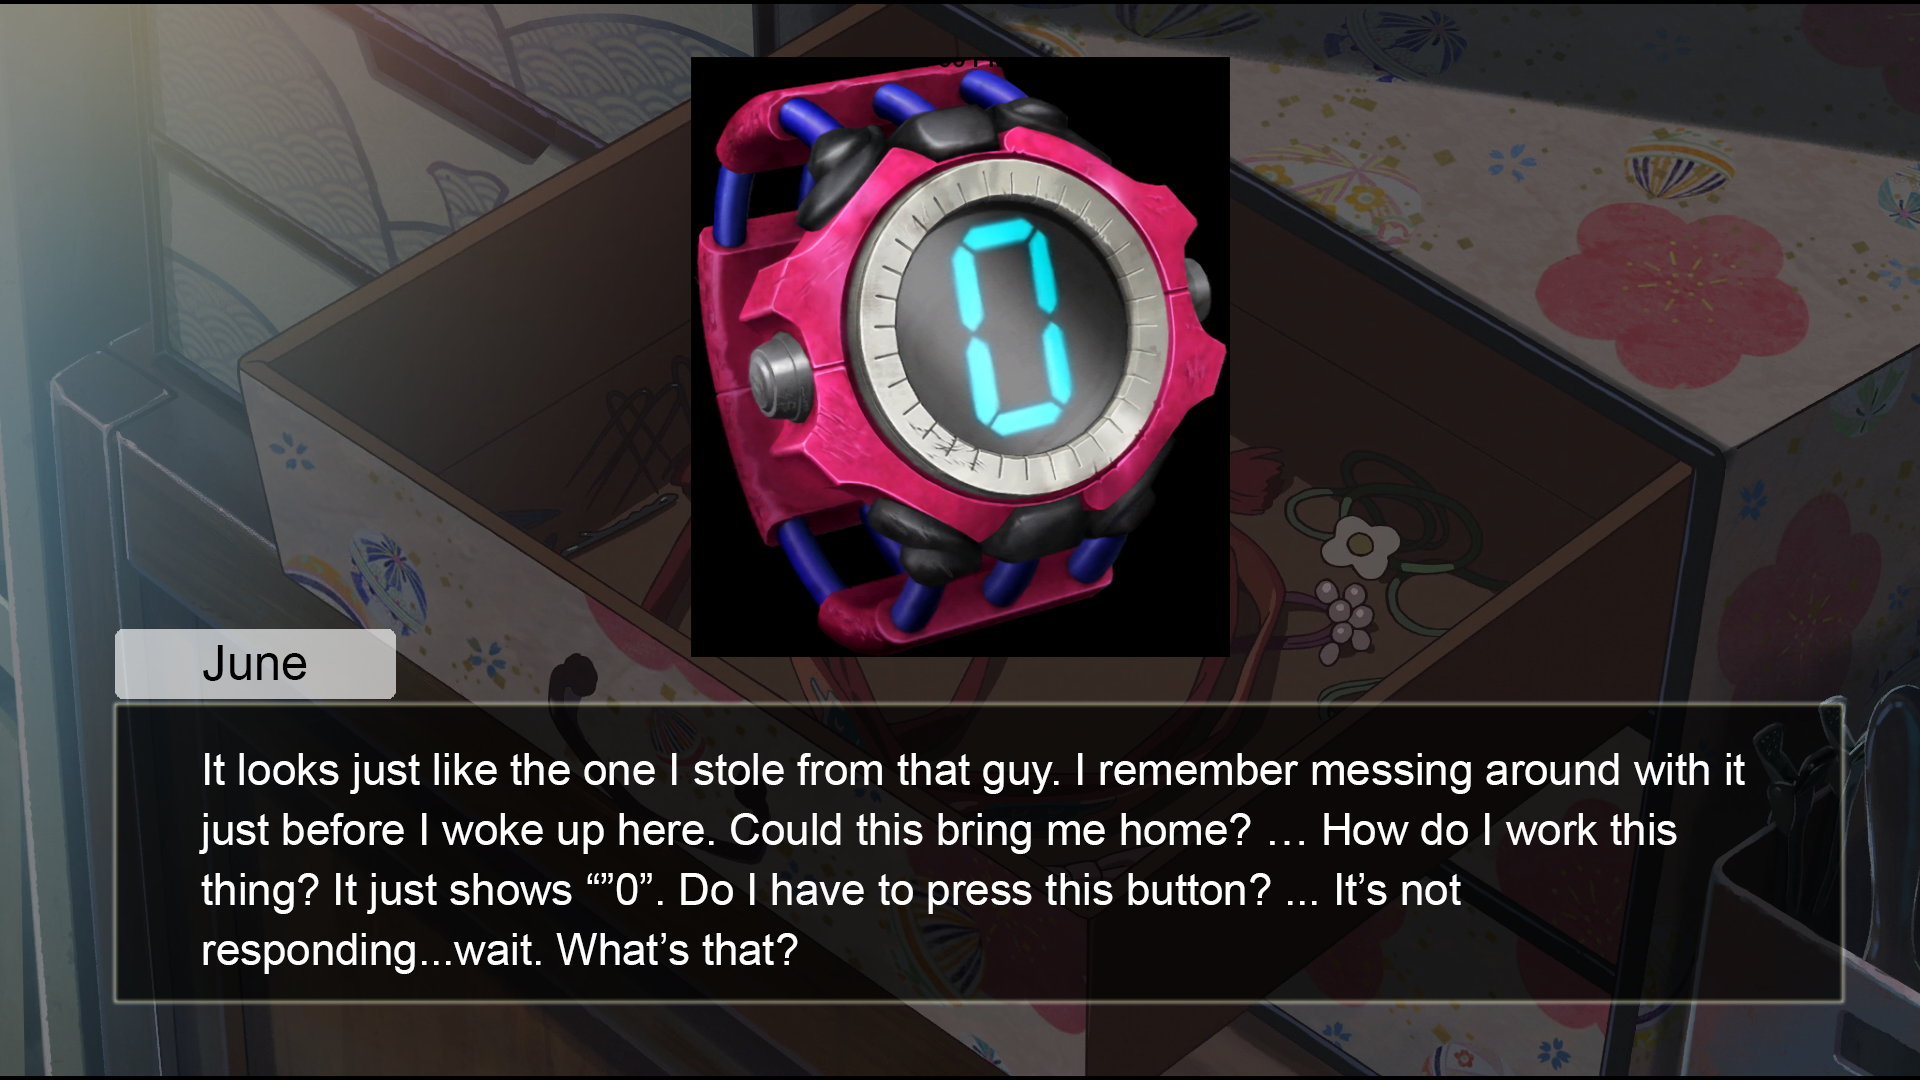 0
June
It looks just like the one I stole from that guy. I remember messing around with it
just before I woke up here. Could this bring me home? … How do I work this
thing? It just shows “”0”. Do I have to press this button? ... It’s not
responding...wait. What’s that?